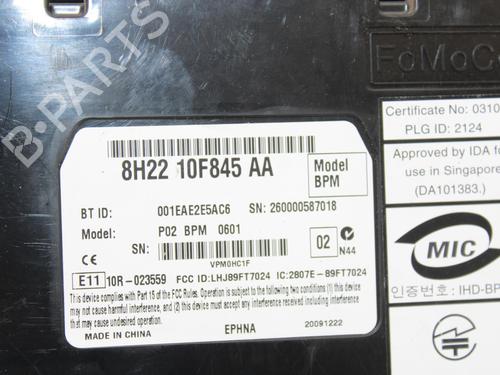 B-PARTS
FoMoCo
8H22 10F845 AA
Model
BPM
BT ID: 001EAE2E5AC6 SN: 260000587018
Model: P02 BPM 0601
SN:
VPM0HC1F
02
N44
CE
E11 10R-023559 FCC ID:LHJ89FT7024 IC:2807E-89FT7024
This device complies with Part 15 of the FCC Rules. Operation is subject to the following
two conditions: (1) this device may not cause harmful interference, and
(2) this device must accept any interference received, including
interference that may cause undesired operation.
MADE IN CHINA EPHNA 20091222
Certificate No: 0310
PLG ID: 2124
Approved by IDA fo
use in Singapore
(DA101383.)
MIC
인증번호: IHD-BP